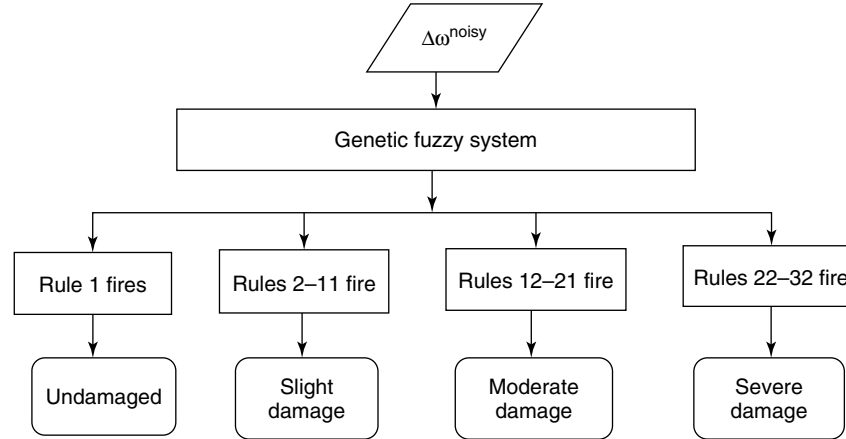 Δω^noisy
Genetic fuzzy system
Rule 1 fires
Rules 2–11 fire
Rules 12–21 fire
Rules 22–32 fire
Undamaged
Slight
damage
Moderate
damage
Severe
damage